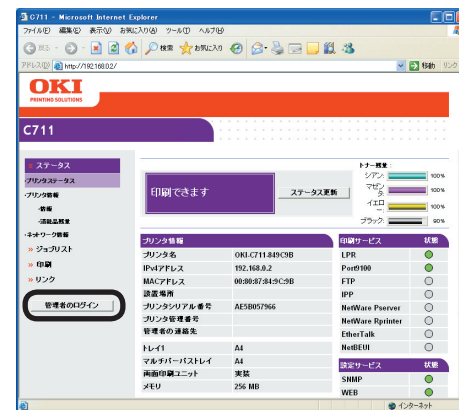 C711 - Microsoft Internet Explorer
ファイル(F) 編集(E) 表示(V) お気に入り(A) ツール(T) ヘルプ(H)
戻る 検索 お気に入り
アドレス(D) http://192.168.0.2/ 移動 リンク
OKI
PRINTING SOLUTIONS
C711
ステータス
プリンタステータス
プリンタ情報
情報
消耗品残量
ネットワーク情報
ジョブリスト
印刷
リンク
管理者のログイン
印刷できます
ステータス更新
トナー残量:
シアン: 100%
マゼンタ: 100%
イエロー: 100%
ブラック: 90%
プリンタ情報
プリンタ名 OKI-C711-849C9B
IPv4アドレス 192.168.0.2
MACアドレス 00:80:87:84:9C:9B
設置場所
プリンタシリアル番号 AE5B057966
プリンタ管理番号
管理者の連絡先
トレイ1 A4
マルチパーパストレイ A4
両面印刷ユニット 実装
メモリ 256 MB
印刷サービス 状態
LPR
Port9100
FTP
IPP
NetWare Pserver
NetWare Rprinter
EtherTalk
NetBEUI
設定サービス 状態
SNMP
WEB
インターネット